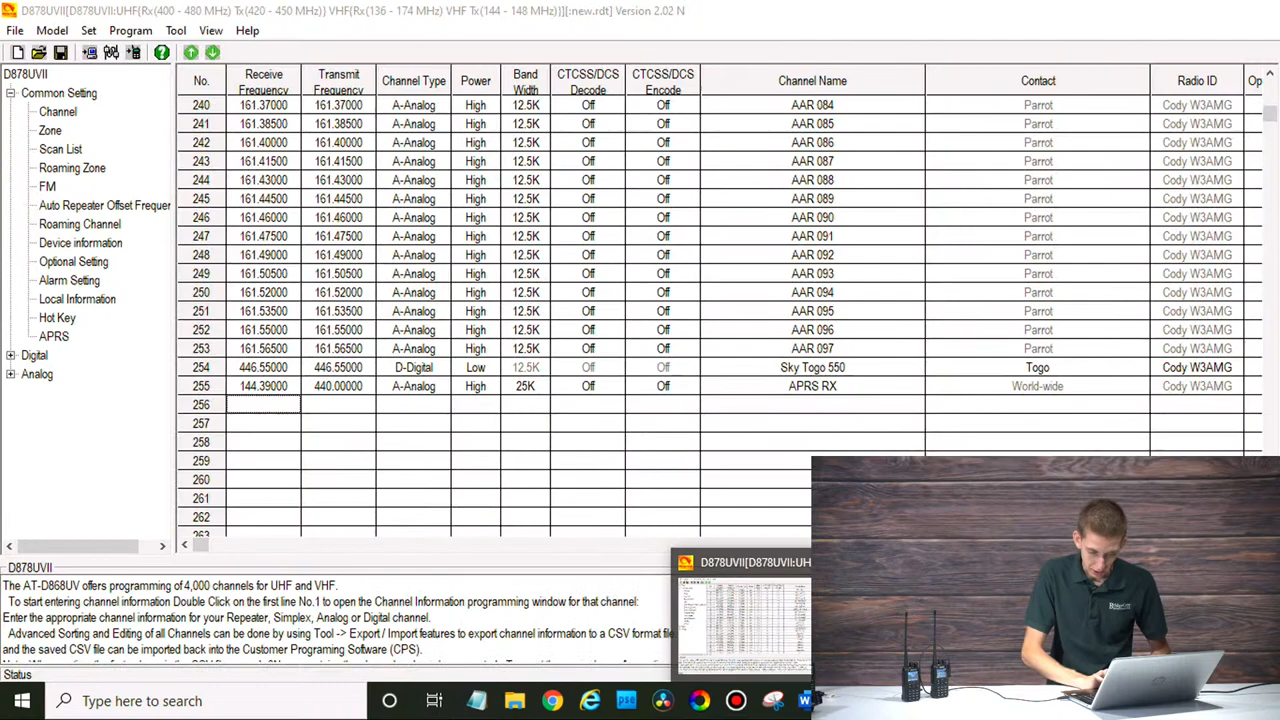 D878UVII[D878UVII:UHF{Rx(400 - 480 MHz) Tx(420 - 450 MHz)} VHF{Rx(136 - 174 MHz) VHF Tx(144 - 148 MHz)}][:new.rdt] Version 2.02 N
File Model Set Program Tool View Help
D878UVII
Common Setting
Channel
Zone
Scan List
Roaming Zone
FM
Auto Repeater Offset Frequer
Roaming Channel
Device information
Optional Setting
Alarm Setting
Local Information
Hot Key
APRS
Digital
Analog
No. Receive Frequency Transmit Frequency Channel Type Power Band Width CTCSS/DCS Decode CTCSS/DCS Encode Channel Name Contact Radio ID Op
240 161.37000 161.37000 A-Analog High 12.5K Off Off AAR 084 Parrot Cody W3AMG
241 161.38500 161.38500 A-Analog High 12.5K Off Off AAR 085 Parrot Cody W3AMG
242 161.40000 161.40000 A-Analog High 12.5K Off Off AAR 086 Parrot Cody W3AMG
243 161.41500 161.41500 A-Analog High 12.5K Off Off AAR 087 Parrot Cody W3AMG
244 161.43000 161.43000 A-Analog High 12.5K Off Off AAR 088 Parrot Cody W3AMG
245 161.44500 161.44500 A-Analog High 12.5K Off Off AAR 089 Parrot Cody W3AMG
246 161.46000 161.46000 A-Analog High 12.5K Off Off AAR 090 Parrot Cody W3AMG
247 161.47500 161.47500 A-Analog High 12.5K Off Off AAR 091 Parrot Cody W3AMG
248 161.49000 161.49000 A-Analog High 12.5K Off Off AAR 092 Parrot Cody W3AMG
249 161.50500 161.50500 A-Analog High 12.5K Off Off AAR 093 Parrot Cody W3AMG
250 161.52000 161.52000 A-Analog High 12.5K Off Off AAR 094 Parrot Cody W3AMG
251 161.53500 161.53500 A-Analog High 12.5K Off Off AAR 095 Parrot Cody W3AMG
252 161.55000 161.55000 A-Analog High 12.5K Off Off AAR 096 Parrot Cody W3AMG
253 161.56500 161.56500 A-Analog High 12.5K Off Off AAR 097 Parrot Cody W3AMG
254 446.55000 446.55000 D-Digital Low 12.5K Off Off Sky Togo 550 Togo Cody W3AMG
255 144.39000 440.00000 A-Analog High 25K Off Off APRS RX World-wide Cody W3AMG
256
257
258
259
260
261
262
263
D878UVII
The AT-D868UV offers programming of 4,000 channels for UHF and VHF.
To start entering channel information Double Click on the first line No.1 to open the Channel Information programming window for that channel:
Enter the appropriate channel information for your Repeater, Simplex, Analog or Digital channel.
Advanced Sorting and Editing of all Channels can be done by using Tool -> Export / Import features to export channel information to a CSV format file
and the saved CSV file can be imported back into the Customer Programing Software (CPS).
Status
D878UVII[D878UVII:UH
Type here to search